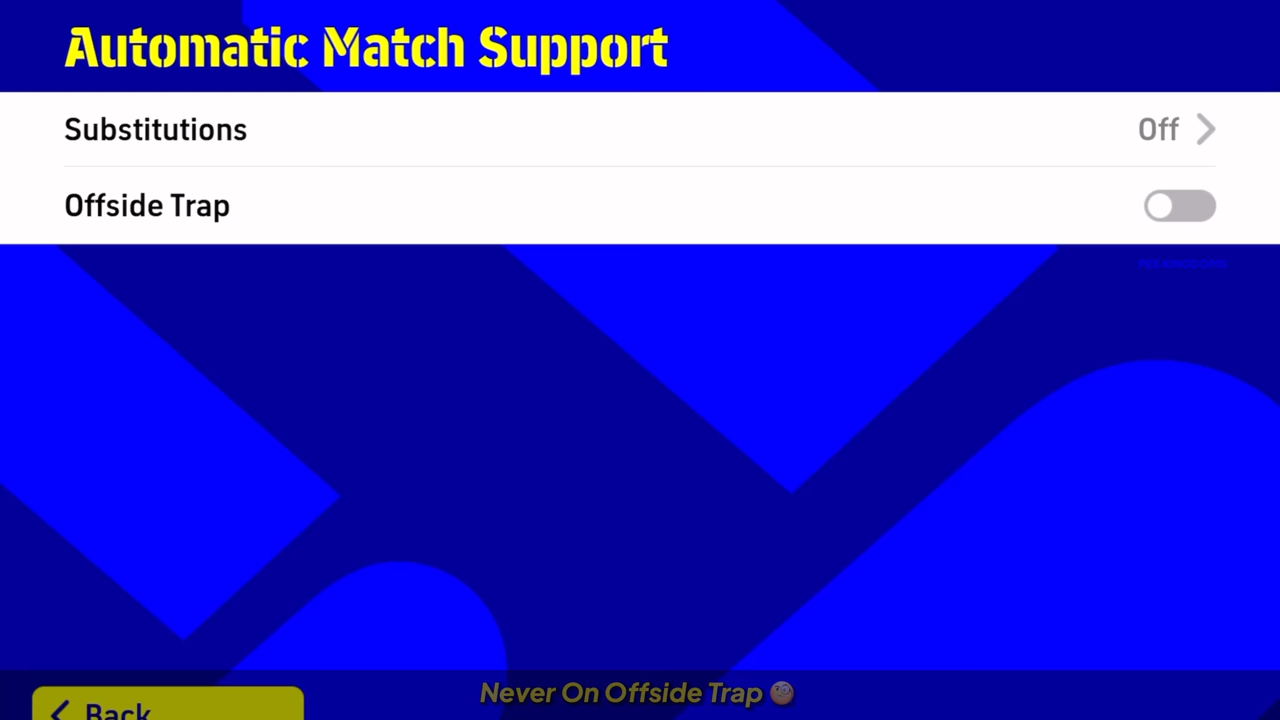 Automatic Match Support
Substitutions
Off
Offside Trap
Back
Never On Offside Trap 🧐